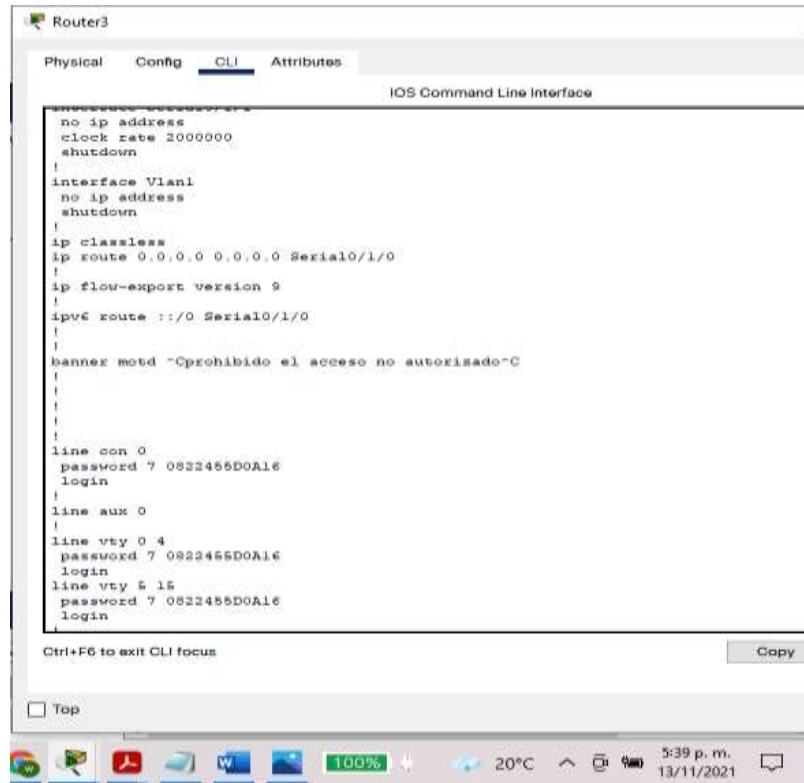 Router3
Physical Config CLI Attributes
IOS Command Line Interface
no ip address
clock rate 2000000
shutdown
!
interface Vlan1
no ip address
shutdown
!
ip classless
ip route 0.0.0.0 0.0.0.0 Serial0/1/0
!
ip flow-export version 9
!
ipv6 route ::/0 Serial0/1/0
!
!
banner motd ^Cprohibido el acceso no autorizado^C
!
!
!
!
!
line con 0
password 7 0822455D0A16
login
!
line aux 0
!
line vty 0 4
password 7 0822455D0A16
login
line vty 5 15
password 7 0822455D0A16
login
Ctrl+F6 to exit CLI focus
Copy
Top
100%
20°C
5:39 p. m.
13/11/2021